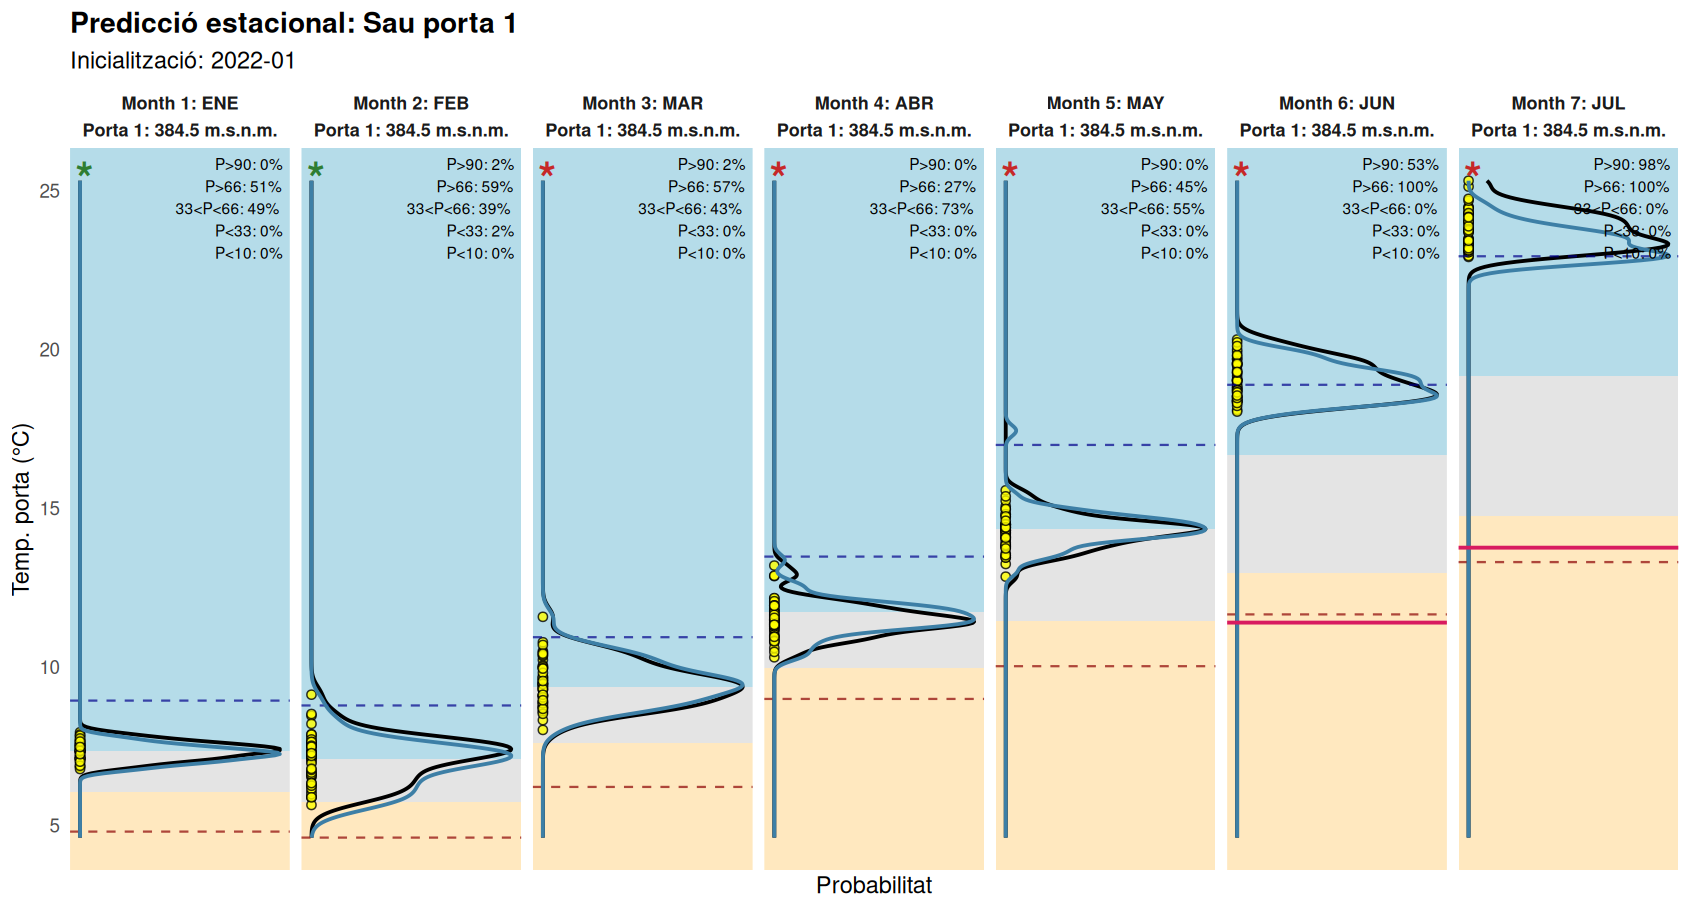 Predicció estacional: Sau porta 1
Inicialització: 2022-01
Month 1: ENE
Porta 1: 384.5 m.s.n.m.
*
P>90: 0%
P>66: 51%
33<P<66: 49%
P<33: 0%
P<10: 0%
Month 2: FEB
Porta 1: 384.5 m.s.n.m.
*
P>90: 2%
P>66: 59%
33<P<66: 39%
P<33: 2%
P<10: 0%
Month 3: MAR
Porta 1: 384.5 m.s.n.m.
*
P>90: 2%
P>66: 57%
33<P<66: 43%
P<33: 0%
P<10: 0%
Month 4: ABR
Porta 1: 384.5 m.s.n.m.
*
P>90: 0%
P>66: 27%
33<P<66: 73%
P<33: 0%
P<10: 0%
Month 5: MAY
Porta 1: 384.5 m.s.n.m.
*
P>90: 0%
P>66: 45%
33<P<66: 55%
P<33: 0%
P<10: 0%
Month 6: JUN
Porta 1: 384.5 m.s.n.m.
*
P>90: 53%
P>66: 100%
33<P<66: 0%
P<33: 0%
P<10: 0%
Month 7: JUL
Porta 1: 384.5 m.s.n.m.
*
P>90: 98%
P>66: 100%
33<P<66: 0%
P<33: 0%
P<10: 0%
25
20
15
10
5
Temp. porta (°C)
Probabilitat